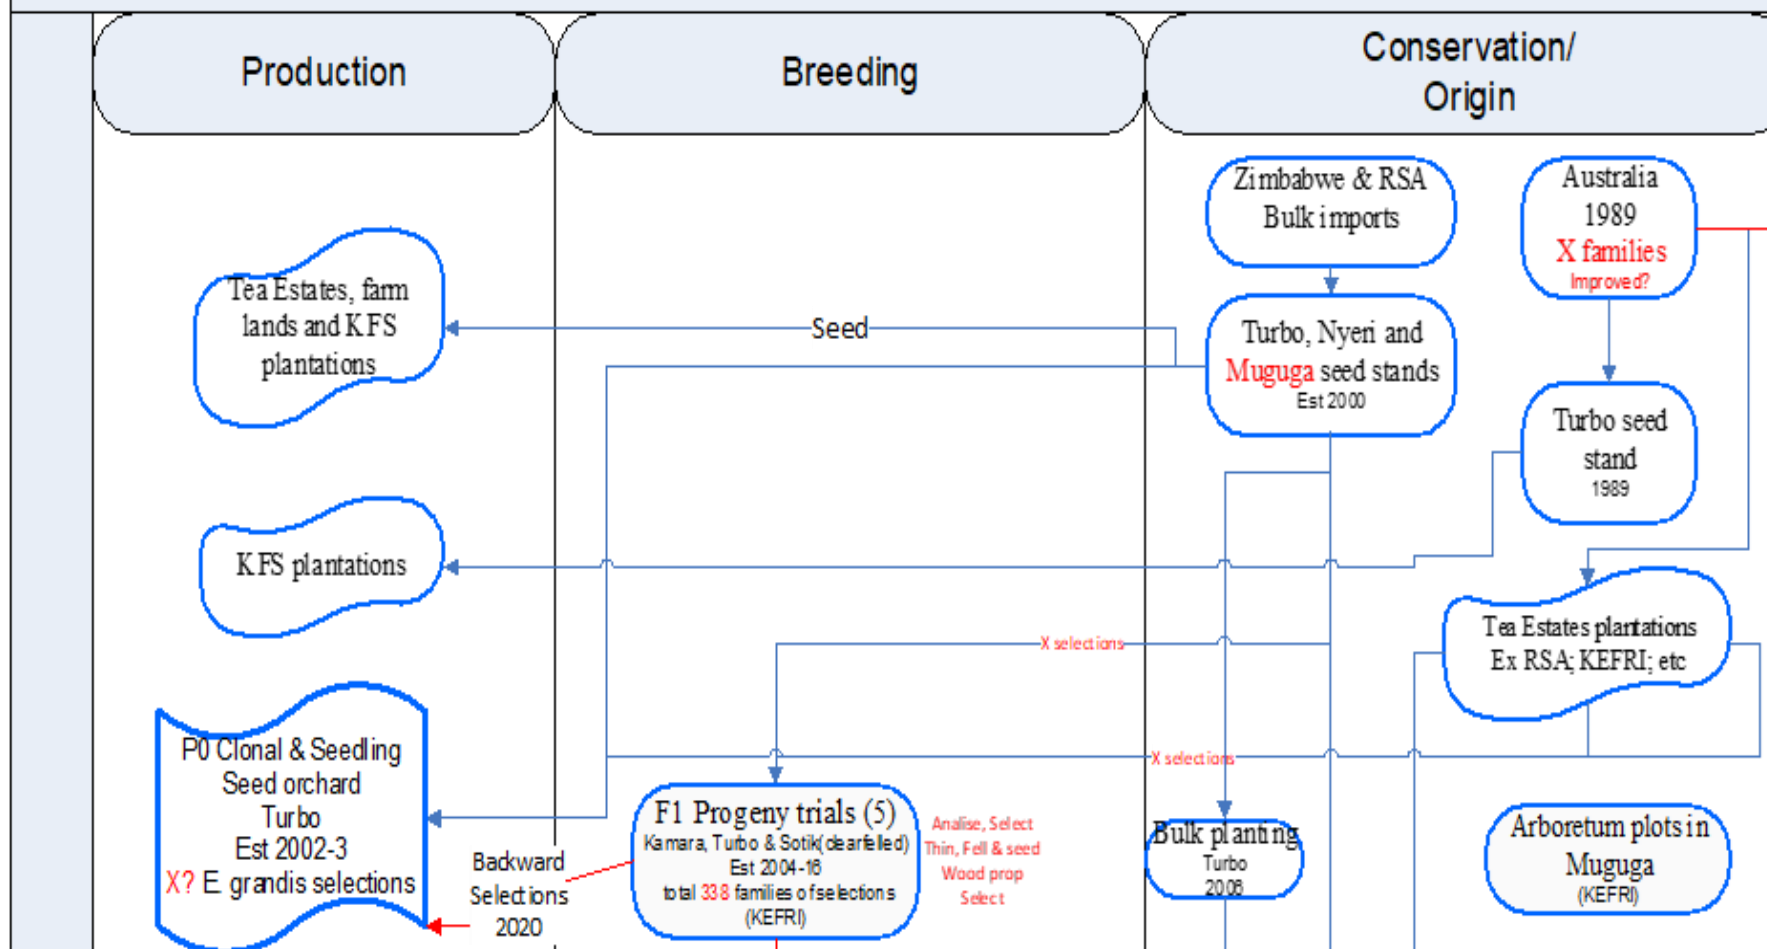 Production
Breeding
Conservation/
Origin
Zimbabwe & RSA
Bulk imports
Australia
1989
X families
Improved?
Tea Estates, farm
lands and KFS
plantations
Seed
Turbo, Nyeri and
Muguga seed stands
Est 2000
Turbo seed
stand
1989
KFS plantations
X selections
Tea Estates plantations
Ex RSA; KEFRI; etc
X selections
P0 Clonal & Seedling
Seed orchard
Turbo
Est 2002-3
X? E. grandis selections
Backward
Selections
2020
F1 Progeny trials (5)
Kamara, Turbo & Sotik(clearfelled)
Est 2004-16
total 338 families of selections
(KEFRI)
Analise, Select
Thin, Fell & seed
Wood prop
Select
Bulk planting
Turbo
2006
Arboretum plots in
Muguga
(KEFRI)